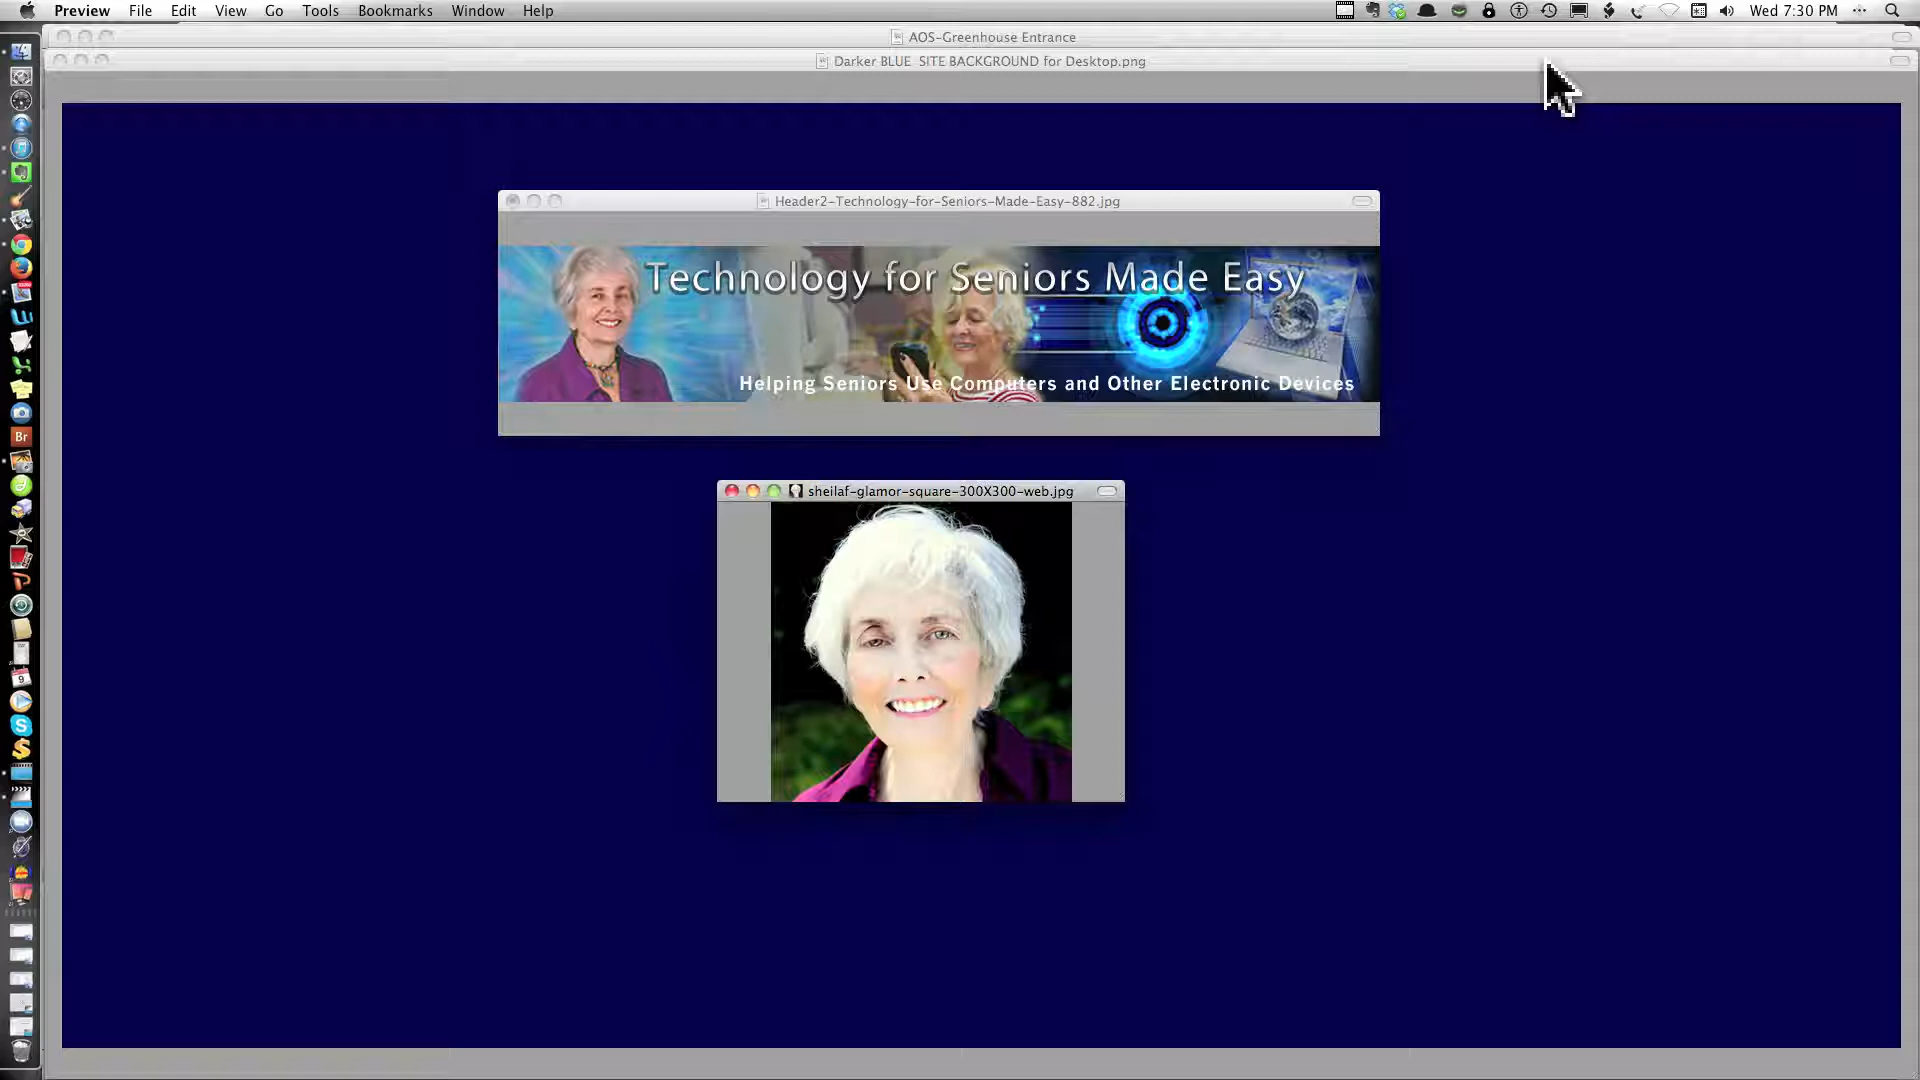 Preview File Edit View Go Tools Bookmarks Window Help Wed 7:30 PM
AOS-Greenhouse Entrance
Darker BLUE SITE BACKGROUND for Desktop.png
Header2-Technology-for-Seniors-Made-Easy-882.jpg
Technology for Seniors Made Easy
Helping Seniors Use Computers and Other Electronic Devices
Br
sheilaf-glamor-square-300X300-web.jpg
9